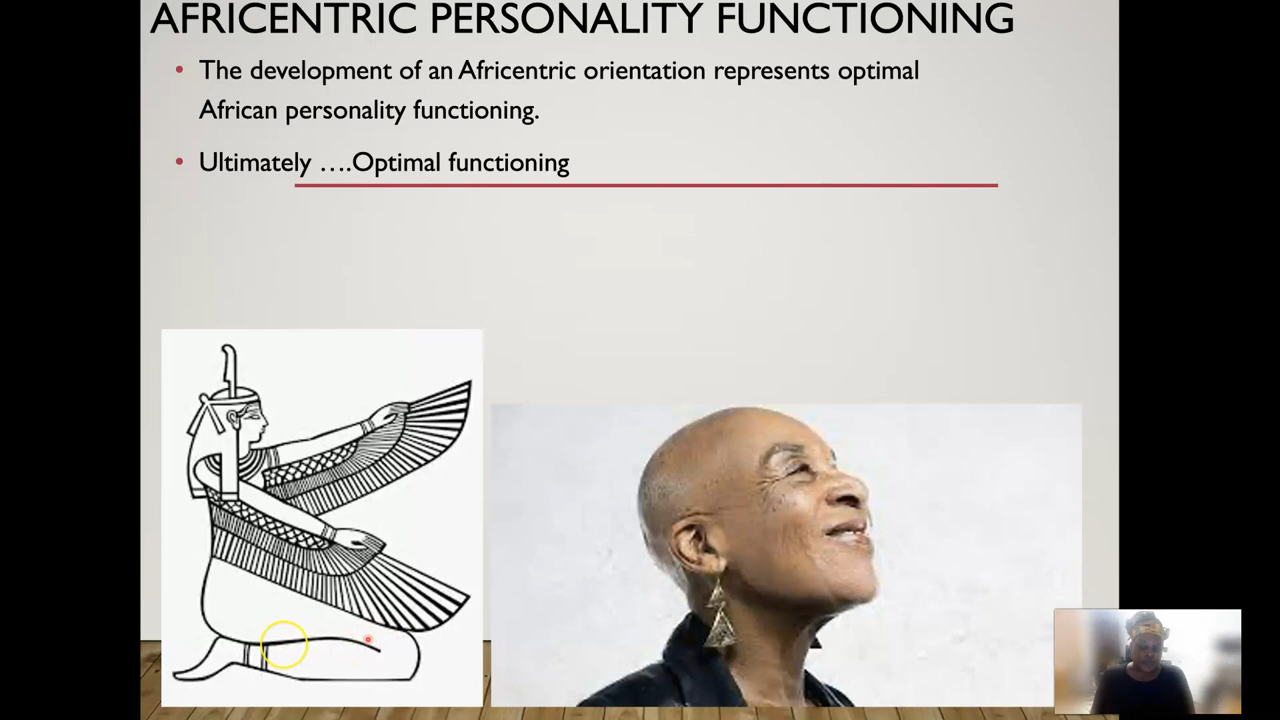 AFRICENTRIC PERSONALITY FUNCTIONING
• The development of an Africentric orientation represents optimal
African personality functioning.
• Ultimately ….Optimal functioning